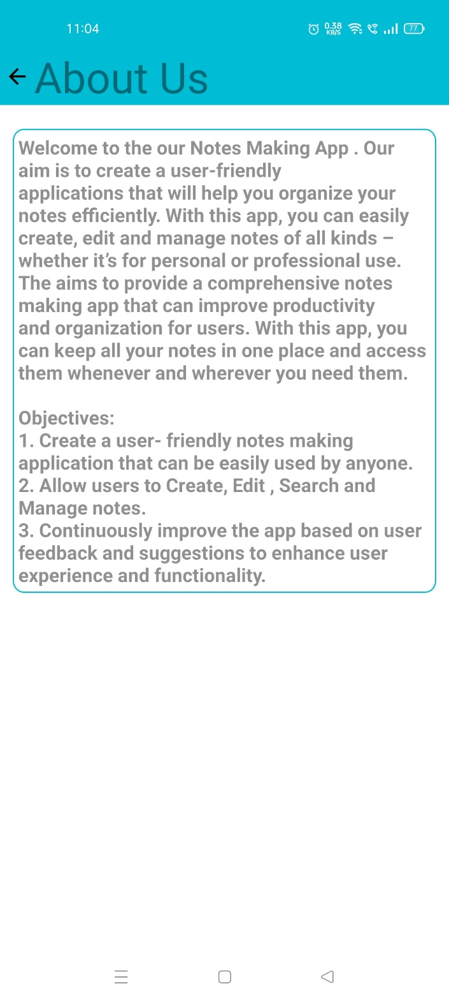 11:04
0.38
KB/S
77
About Us
Welcome to the our Notes Making App . Our
aim is to create a user-friendly
applications that will help you organize your
notes efficiently. With this app, you can easily
create, edit and manage notes of all kinds –
whether it’s for personal or professional use.
The aims to provide a comprehensive notes
making app that can improve productivity
and organization for users. With this app, you
can keep all your notes in one place and access
them whenever and wherever you need them.
Objectives:
1. Create a user- friendly notes making
application that can be easily used by anyone.
2. Allow users to Create, Edit , Search and
Manage notes.
3. Continuously improve the app based on user
feedback and suggestions to enhance user
experience and functionality.